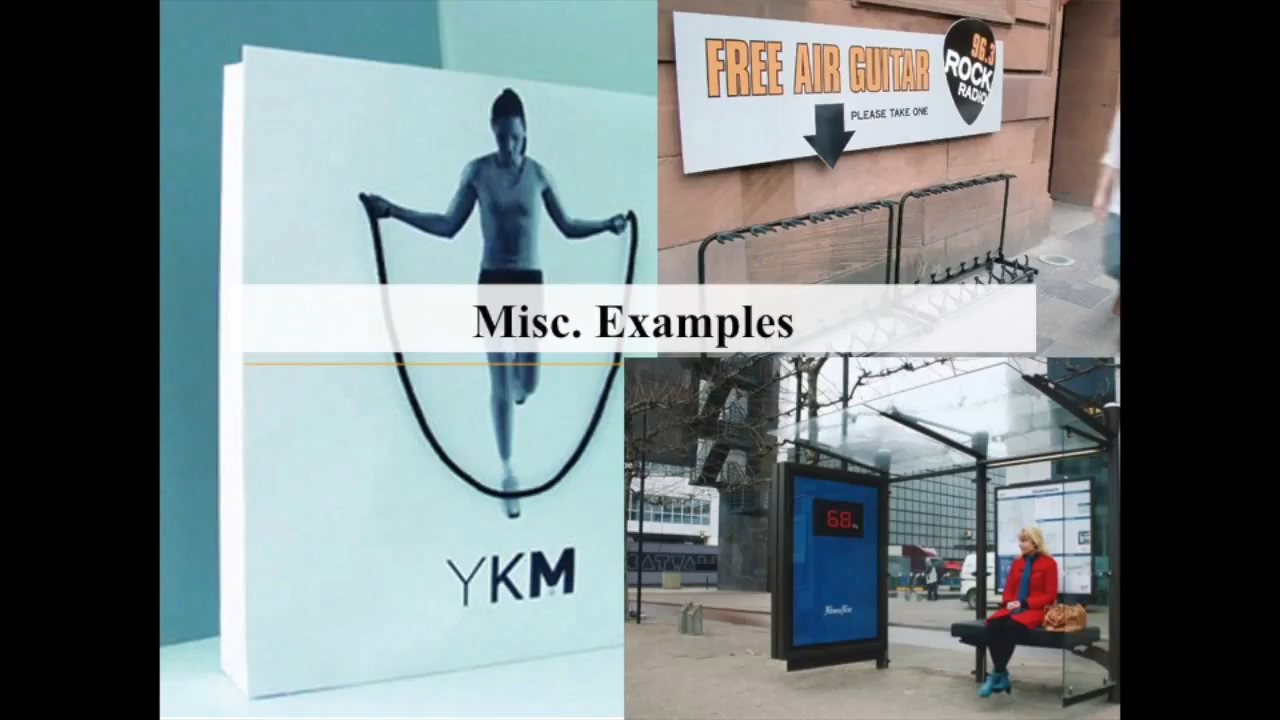 FREE AIR GUITAR
PLEASE TAKE ONE
96.3
ROCK
RADIO
Misc. Examples
YKM
68